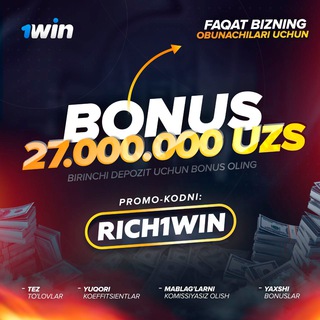 1win
FAQAT BIZNING
OBUNACHILARI UCHUN
BONUS
27.000.000 UZS
BIRINCHI DEPOZIT UCHUN BONUS OLING
PROMO-KODNI:
RICH1WIN
- TEZ
TO'LOVLAR
- YUQORI
KOEFFITSIENTLAR
- MABLAG'LARNI
KOMISSIYASIZ OLISH
- YAXSHI
BONUSLAR